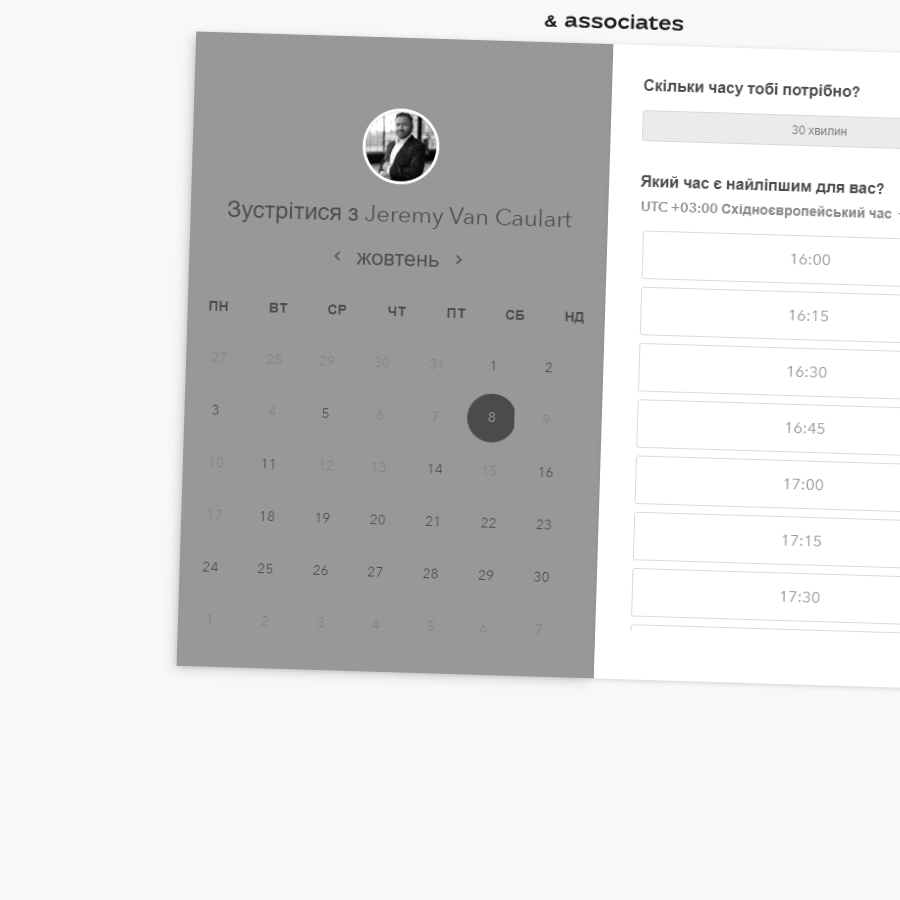 & associates
Зустрітися з Jeremy Van Caulart
жовтень
ПН ВТ СР ЧТ ПТ СБ НД
27 28 29 30 31 1 2
3 4 5 6 7 8 9
10 11 12 13 14 15 16
17 18 19 20 21 22 23
24 25 26 27 28 29 30
1 2 3 4 5 6 7
Скільки часу тобі потрібно?
30 хвилин
Який час є найліпшим для вас?
UTC +03:00 Східноєвропейський час
16:00
16:15
16:30
16:45
17:00
17:15
17:30